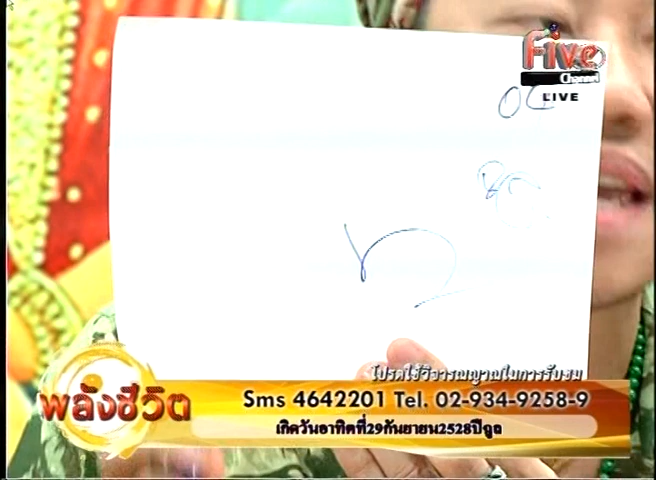 Five
Channel
LIVE
โปรดใช้วิจารณญาณในการรับชม
พลังชีวิต
Sms 4642201 Tel. 02-934-9258-9
เกิดวันอาทิตที่29กันยายน2528ปีฉูล